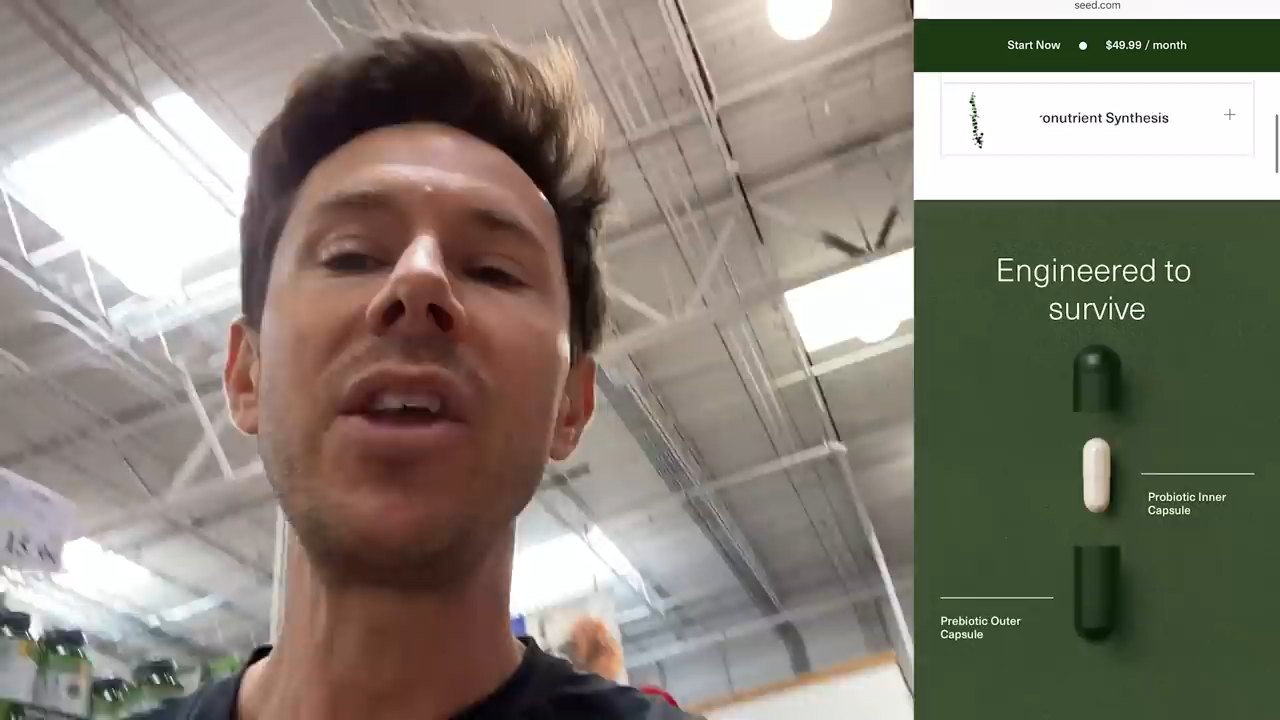 seed.com
Start Now
$49.99 / month
ronutrient Synthesis
Engineered to
survive
Probiotic Inner
Capsule
Prebiotic Outer
Capsule